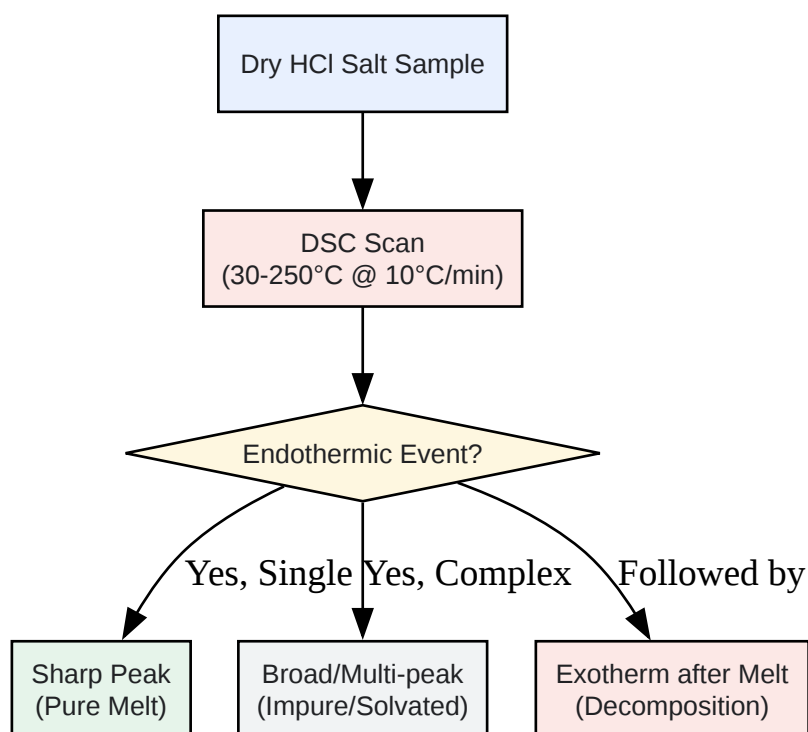 Dry HCl Salt Sample
DSC Scan
(30-250°C @ 10°C/min)
Endothermic Event?
Yes, Single
Yes, Complex
Followed by
Sharp Peak
(Pure Melt)
Broad/Multi-peak
(Impure/Solvated)
Exotherm after Melt
(Decomposition)